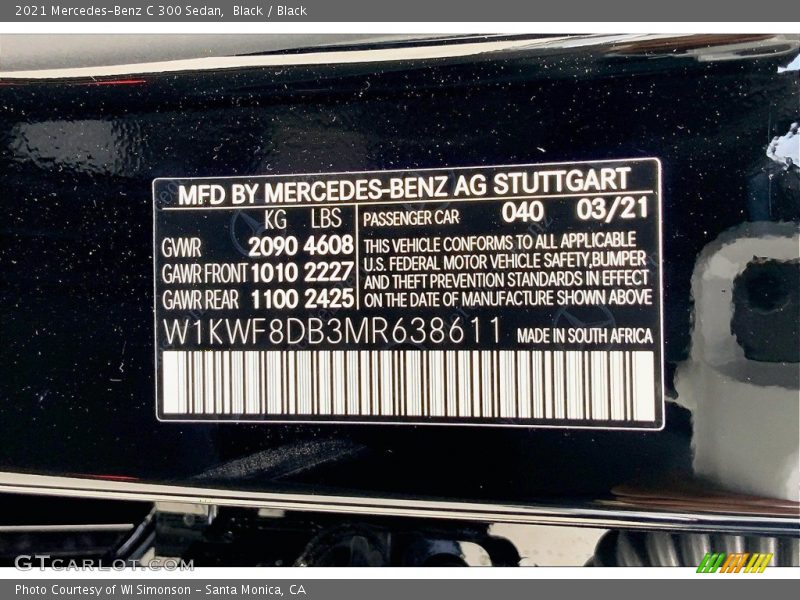 2021 Mercedes-Benz C 300 Sedan,  Black / Black
MFD BY MERCEDES-BENZ AG STUTTGART
KG LBS PASSENGER CAR 040 03/21
GVWR 2090 4608
GAWR FRONT 1010 2227
GAWR REAR 1100 2425
THIS VEHICLE CONFORMS TO ALL APPLICABLE
U.S. FEDERAL MOTOR VEHICLE SAFETY,BUMPER
AND THEFT PREVENTION STANDARDS IN EFFECT
ON THE DATE OF MANUFACTURE SHOWN ABOVE
W1KWF8DB3MR638611 MADE IN SOUTH AFRICA
GTCARLOT.COM
Photo Courtesy of WI Simonson - Santa Monica, CA